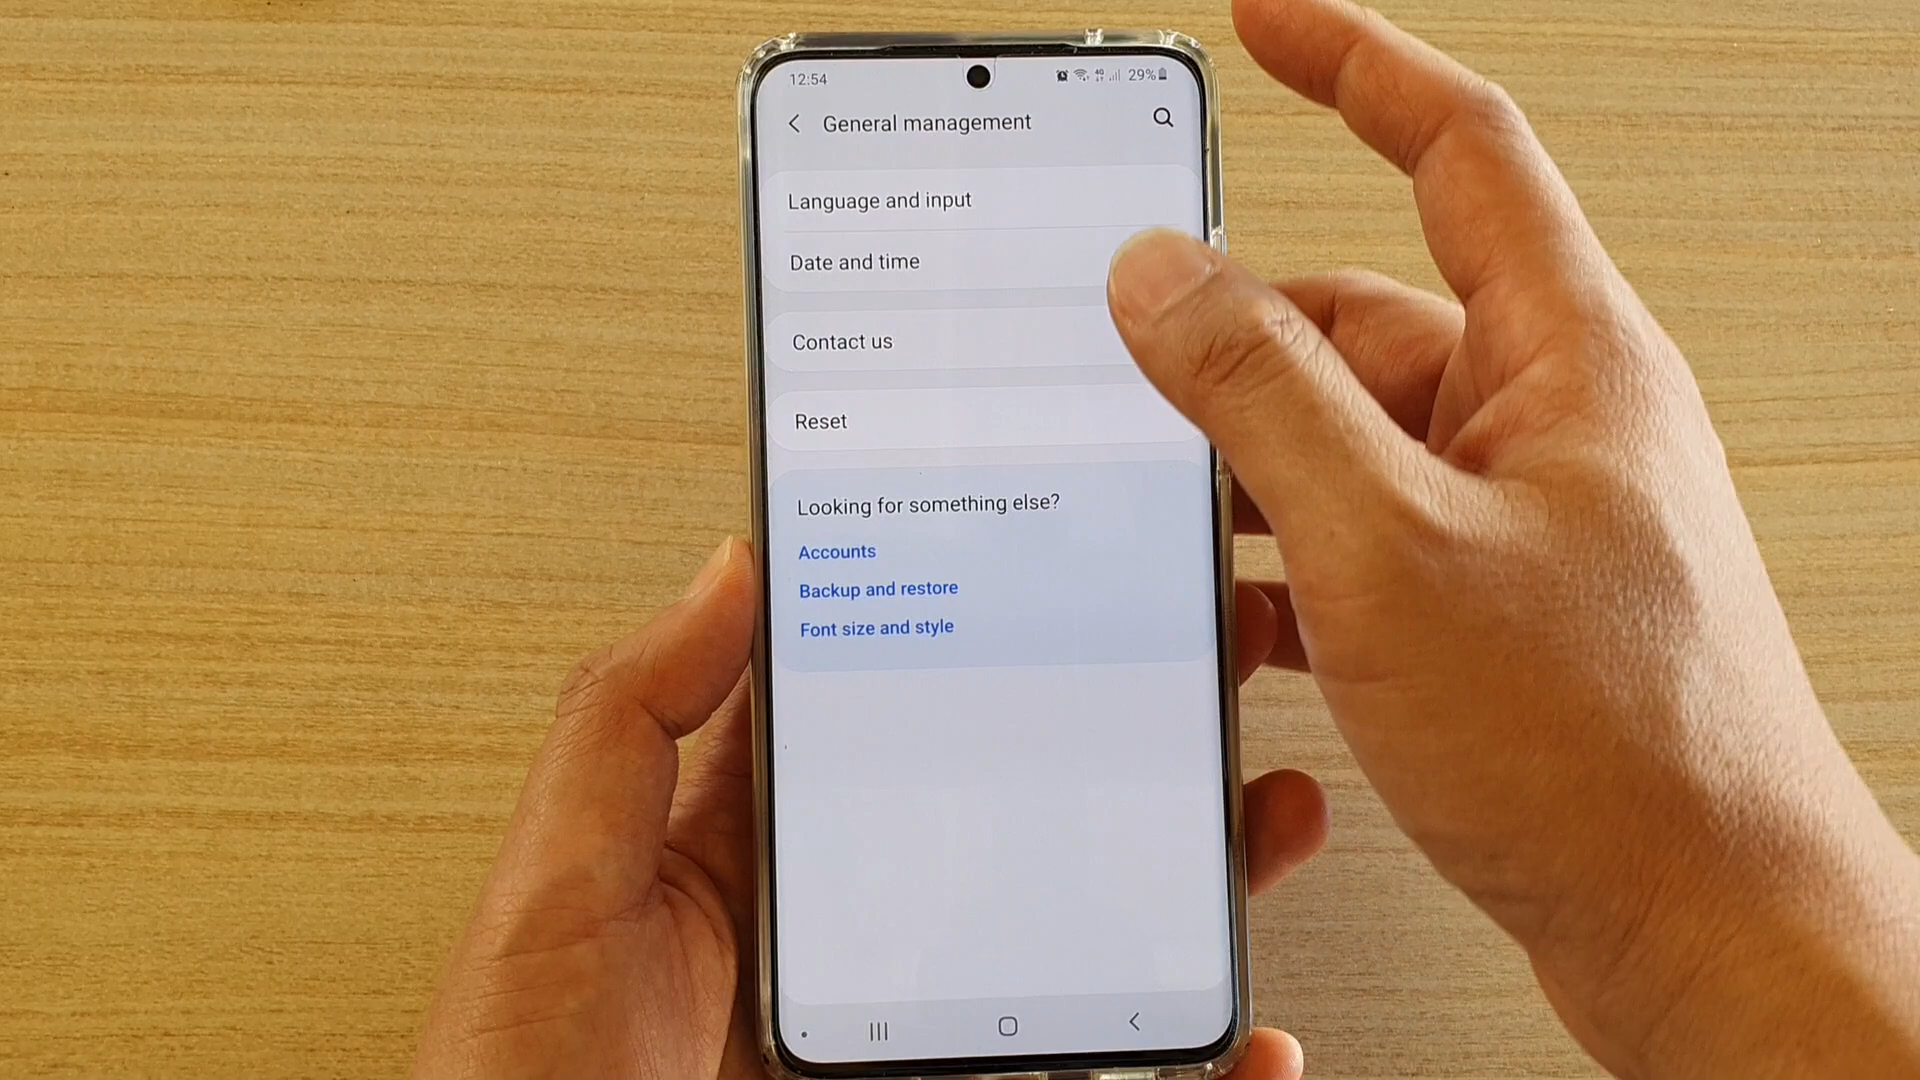 12:54
4G 29%
General management
Language and input
Date and time
Contact us
Reset
Looking for something else?
Accounts
Backup and restore
Font size and style